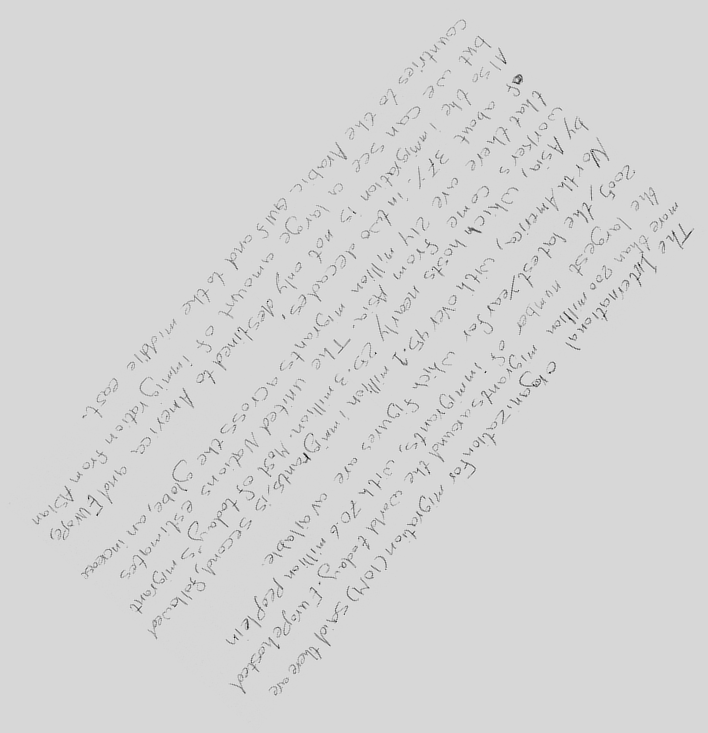 The International organization for migration (IOM) said there are
more than 200 million migrants around the world today. Europe hosted
the largest number of immigrants, with 70.6 million people in
2005, the latest year for which figures are available.
North America, with over 45.1 million immigrants, is second, followed
by Asia, which hosts nearly 25.3 million. Most of today's migrant
workers come from Asia. The united Nations estimates
that there are 214 million migrants across the globe, an increase
of about 37% in two decades.
Also the immigration is not only destined to America and Europe,
but we can see a large amount of immigration from Asian
countries to the Arabic gulf and to the middle east.